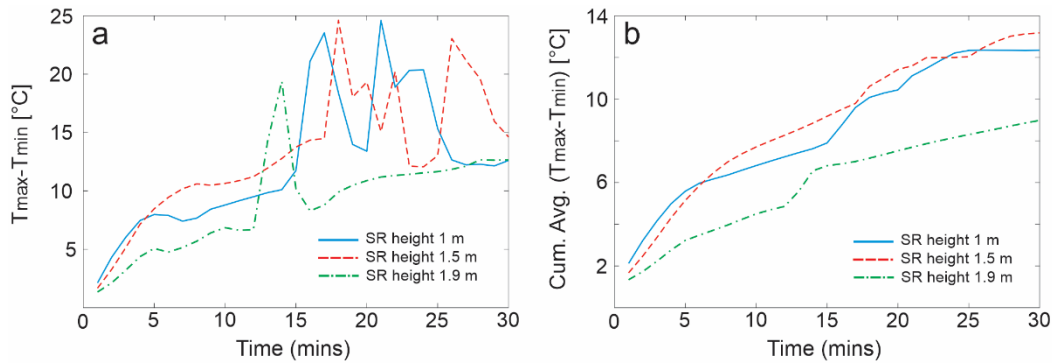 a
25
20
15
10
5
Tmax-Tmin [°C]
SR height 1 m
SR height 1.5 m
SR height 1.9 m
0 5 10 15 20 25 30
Time (mins)
b
14
10
6
2
Cum. Avg. (Tmax-Tmin) [°C]
SR height 1 m
SR height 1.5 m
SR height 1.9 m
0 5 10 15 20 25 30
Time (mins)